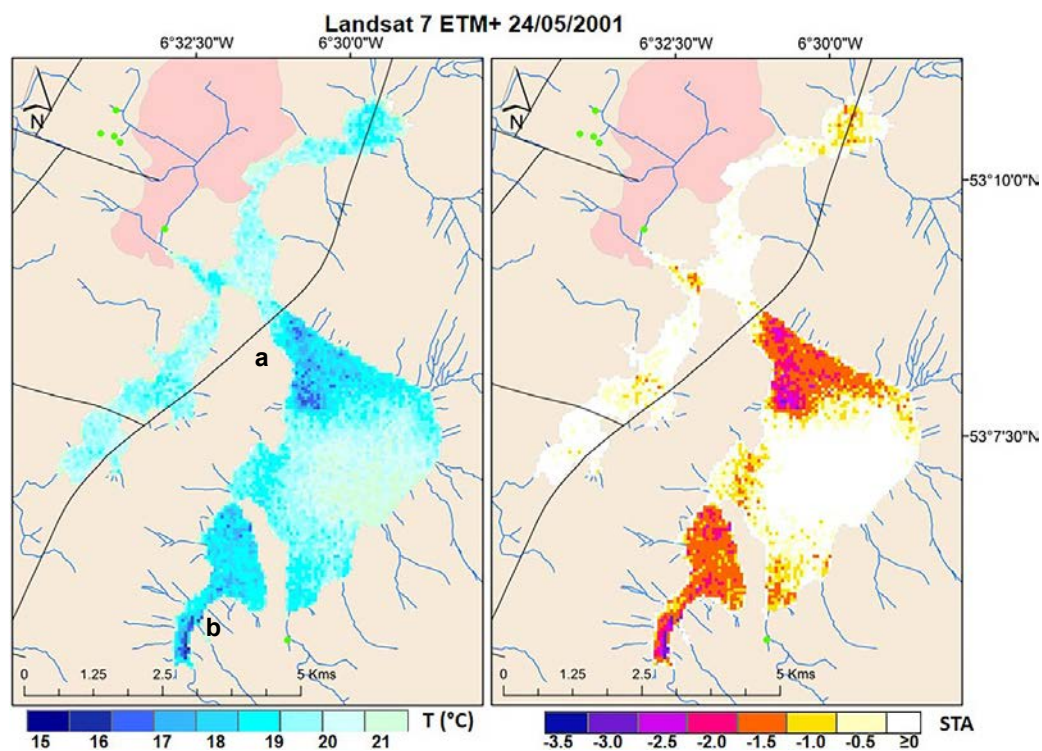 Landsat 7 ETM+ 24/05/2001
6°32'30"W 6°30'0"W 6°32'30"W 6°30'0"W
N N
53°10'0"N
a
53°7'30"N
b
0 1.25 2.5 5 Kms 0 1.25 2.5 5 Kms
T (°C) STA
15 16 17 18 19 20 21 -3.5 -3.0 -2.5 -2.0 -1.5 -1.0 -0.5 ≥0